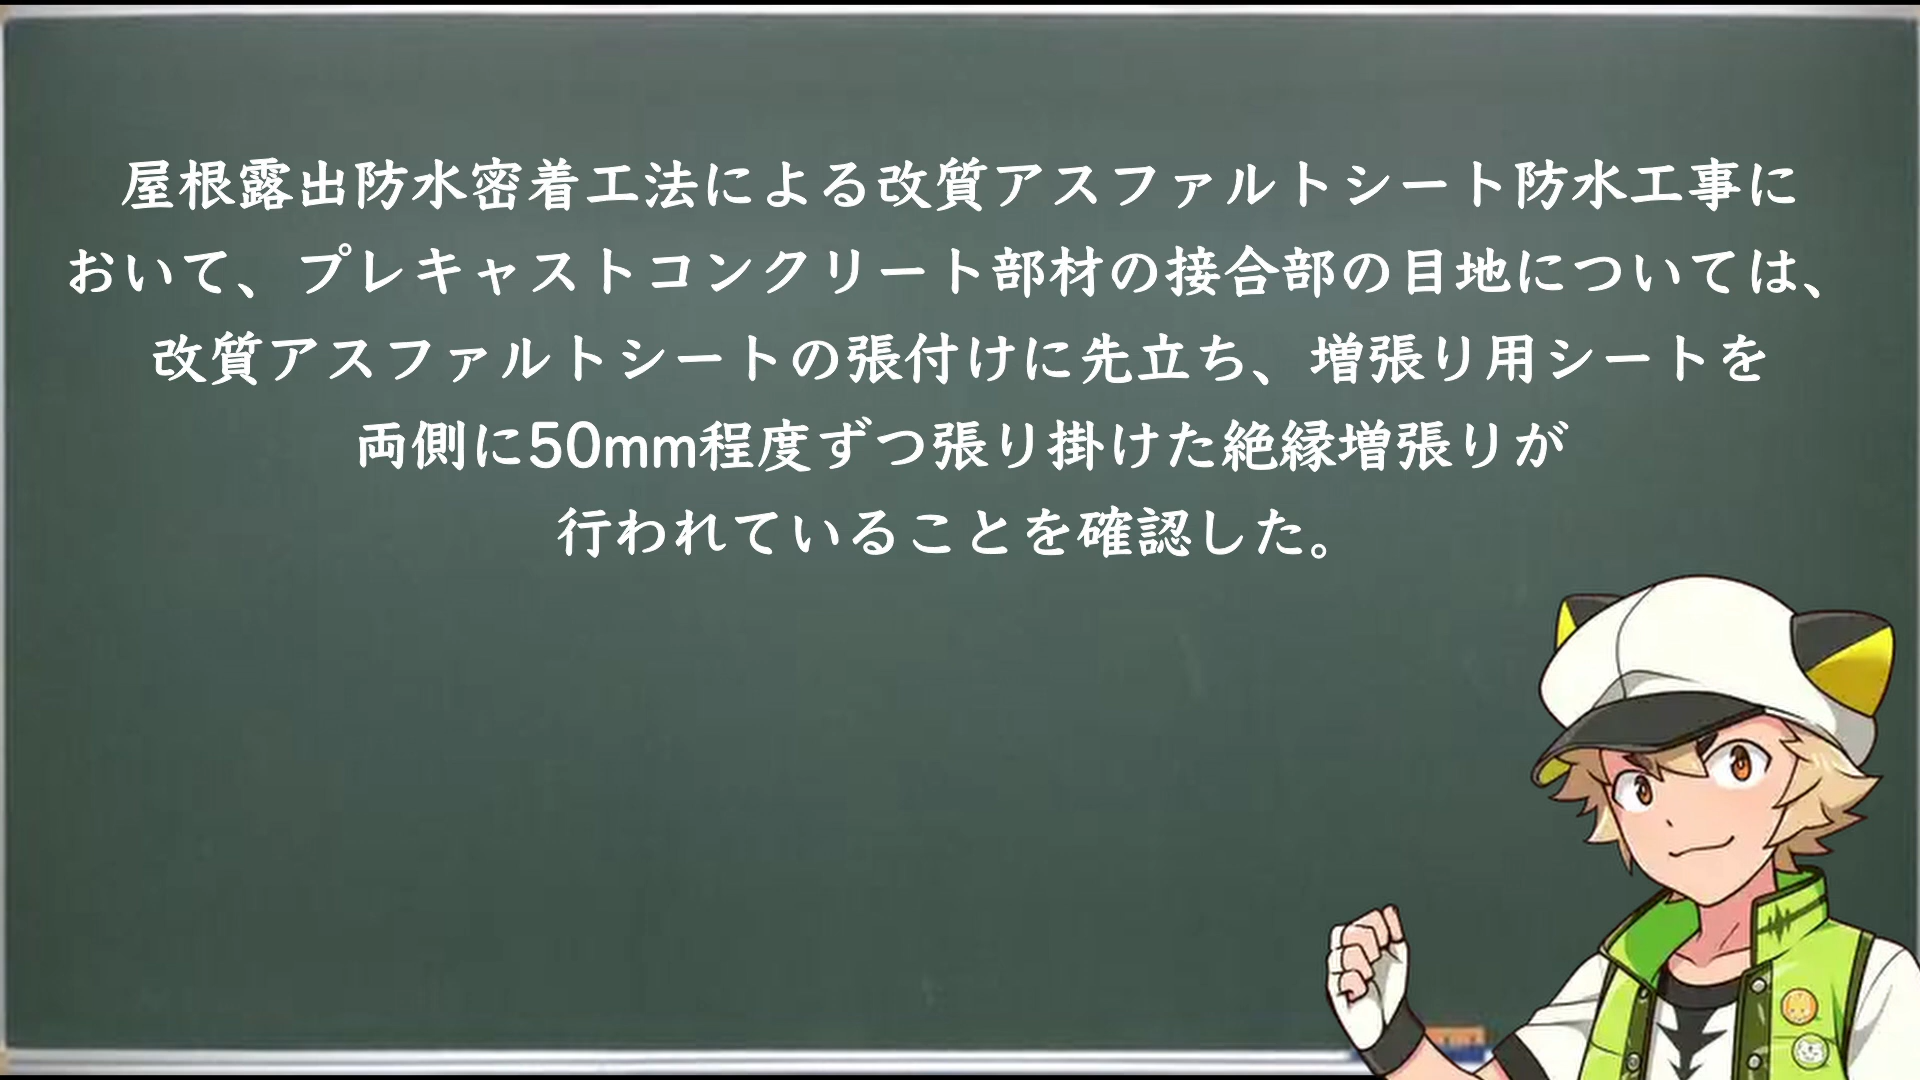 屋根露出防水密着工法による改質アスファルトシート防水工事に
おいて、プレキャストコンクリート部材の接合部の目地については、
改質アスファルトシートの張付けに先立ち、増張り用シートを
両側に50mm程度ずつ張り掛けた絶縁増張りが
行われていることを確認した。